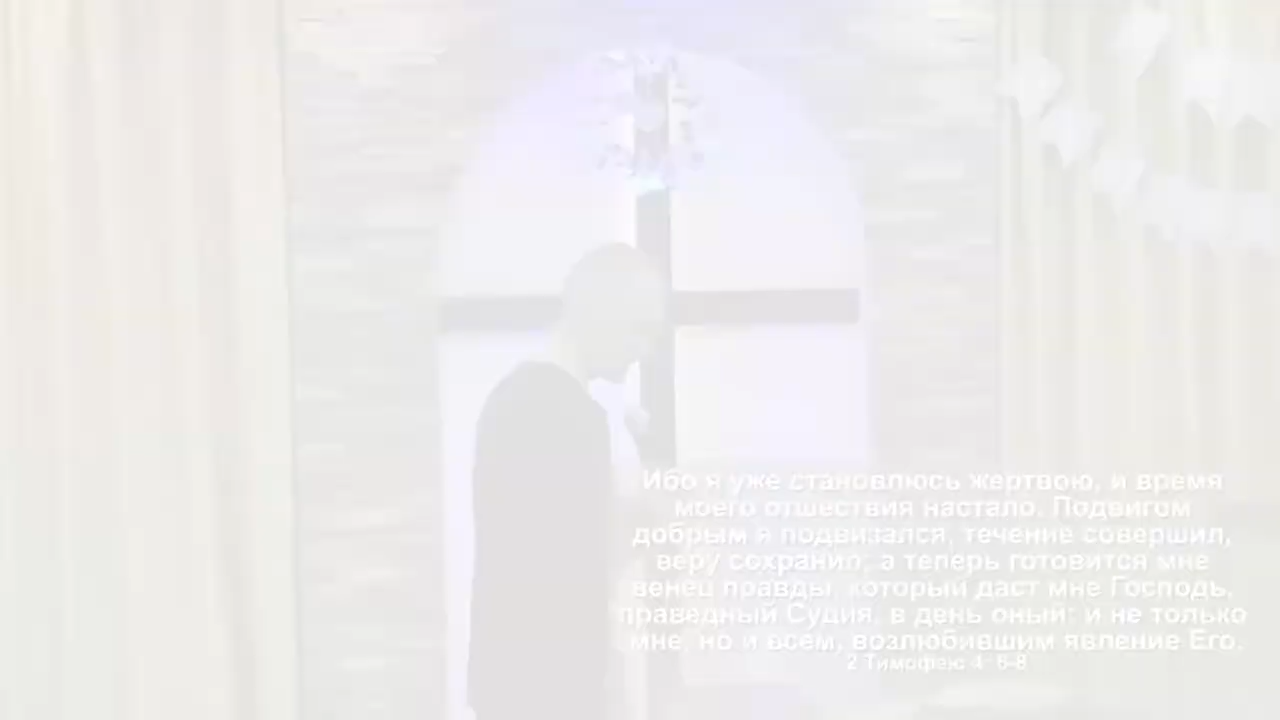 Ибо я уже становлюсь жертвою, и время
моего отшествия настало. Подвигом
добрым я подвизался, течение совершил,
веру сохранил; а теперь готовится мне
венец правды, который даст мне Господь,
праведный Судия, в день оный; и не только
мне, но и всем, возлюбившим явление Его.
2 Тимофею 4: 6-8